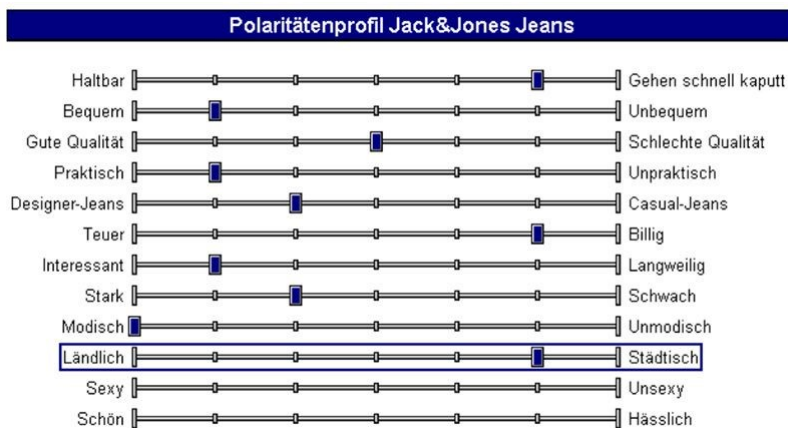 Polaritätenprofil Jack&Jones Jeans
Haltbar Gehen schnell kaputt
Bequem Unbequem
Gute Qualität Schlechte Qualität
Praktisch Unpraktisch
Designer-Jeans Casual-Jeans
Teuer Billig
Interessant Langweilig
Stark Schwach
Modisch Unmodisch
Ländlich Städtisch
Sexy Unsexy
Schön Hässlich